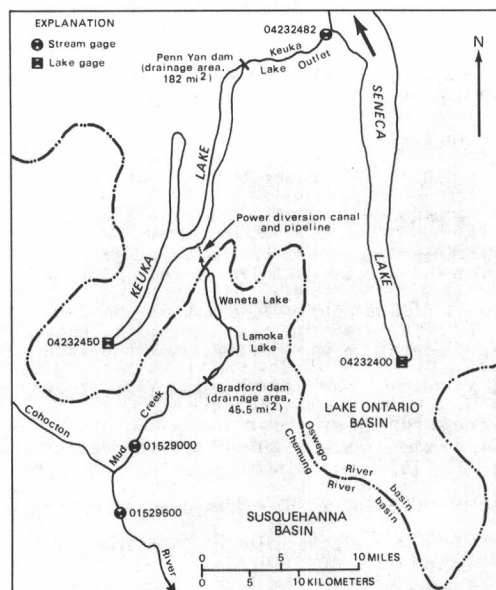 EXPLANATION
Stream gage
Lake gage
04232482
Penn Yan dam
(drainage area,
182 mi²)
Keuka
Lake Outlet
N
SENECA
LAKE
LAKE
KEUKA
Power diversion canal
and pipeline
Waneta Lake
Lamoka
Lake
04232450
04232400
Bradford dam
(drainage area,
45.5 mi²)
LAKE ONTARIO
BASIN
Cohocton
Mud Creek
01529000
Oswego River basin
Chemung River basin
01529500
SUSQUEHANNA
BASIN
River
0 5 10 MILES
0 5 10 KILOMETERS